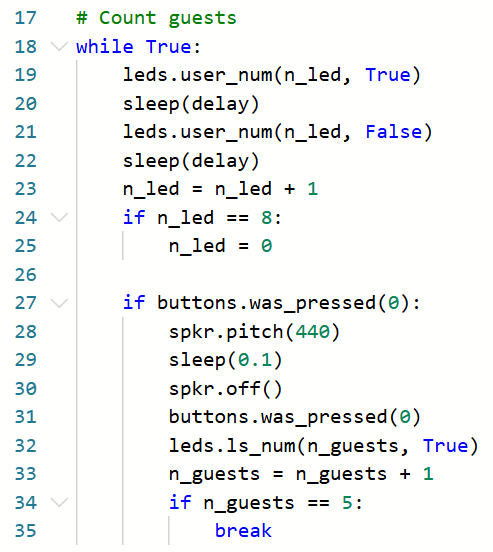 17 # Count guests
18 while True:
19     leds.user_num(n_led, True)
20     sleep(delay)
21     leds.user_num(n_led, False)
22     sleep(delay)
23     n_led = n_led + 1
24     if n_led == 8:
25         n_led = 0
26
27     if buttons.was_pressed(0):
28         spkr.pitch(440)
29         sleep(0.1)
30         spkr.off()
31         buttons.was_pressed(0)
32         leds.ls_num(n_guests, True)
33         n_guests = n_guests + 1
34         if n_guests == 5:
35             break